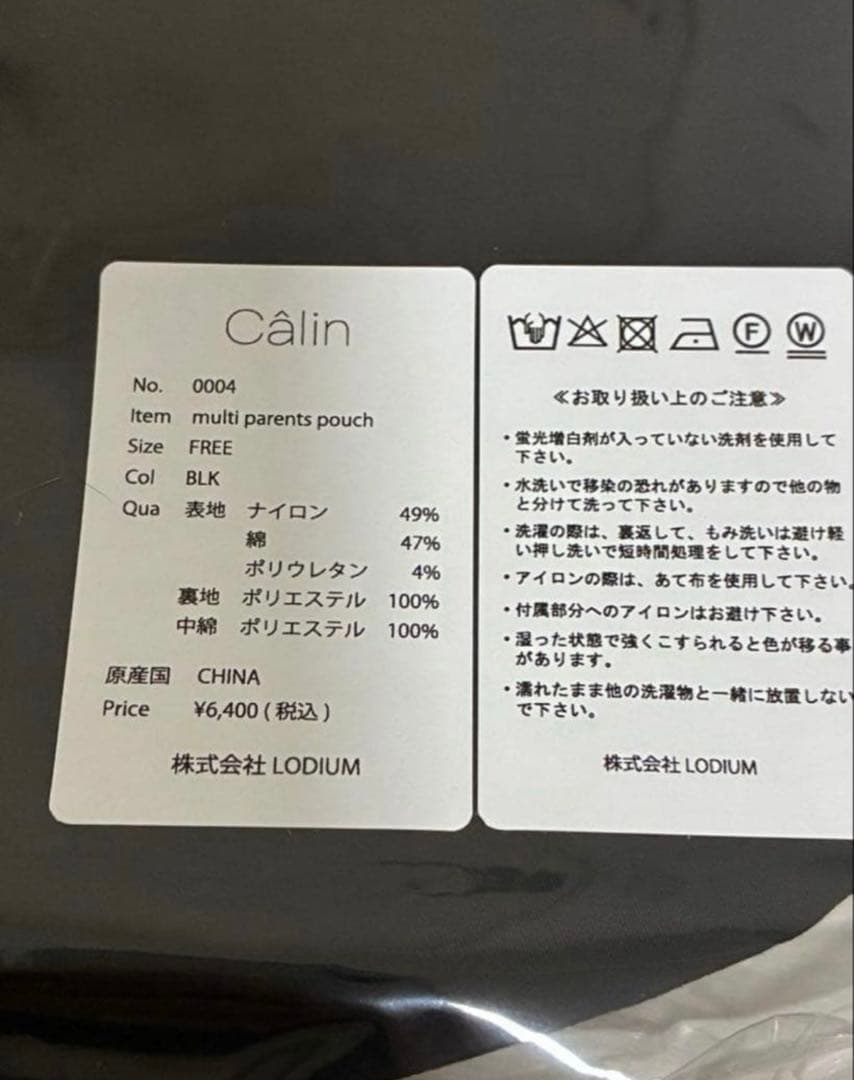 Câlin
No. 0004
Item multi parents pouch
Size FREE
Col BLK
Qua 表地 ナイロン 49%
綿 47%
ポリウレタン 4%
裏地 ポリエステル 100%
中綿 ポリエステル 100%
原産国 CHINA
Price ¥6,400 ( 税込 )
株式会社 LODIUM
F W
≪お取り扱い上のご注意≫
・蛍光増白剤が入っていない洗剤を使用して
下さい。
・水洗いで移染の恐れがありますので他の物
と分けて洗って下さい。
・洗濯の際は、裏返して、もみ洗いは避け軽
い押し洗いで短時間処理をして下さい。
・アイロンの際は、あて布を使用して下さい。
・付属部分へのアイロンはお避け下さい。
・湿った状態で強くこすられると色が移る事
があります。
・濡れたまま他の洗濯物と一緒に放置しない
で下さい。
株式会社 LODIUM